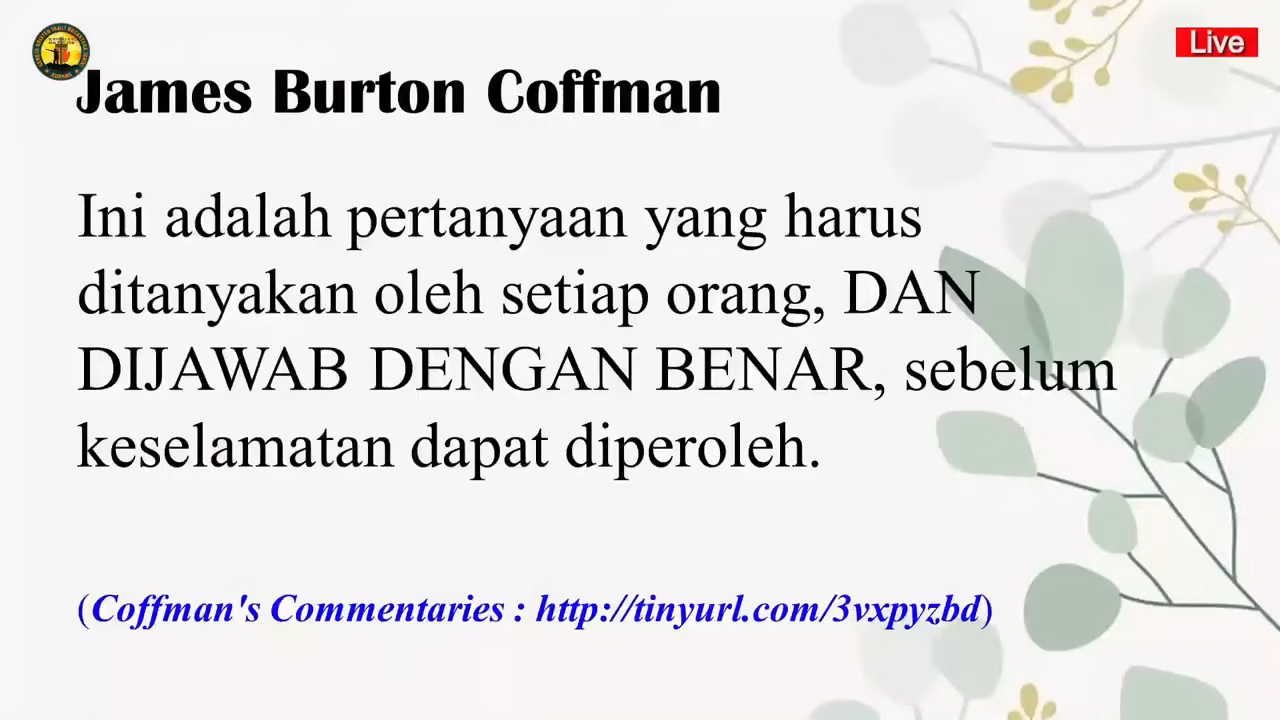 Live
James Burton Coffman
Ini adalah pertanyaan yang harus
ditanyakan oleh setiap orang, DAN
DIJAWAB DENGAN BENAR, sebelum
keselamatan dapat diperoleh.
(Coffman's Commentaries : http://tinyurl.com/3vxpyzbd)